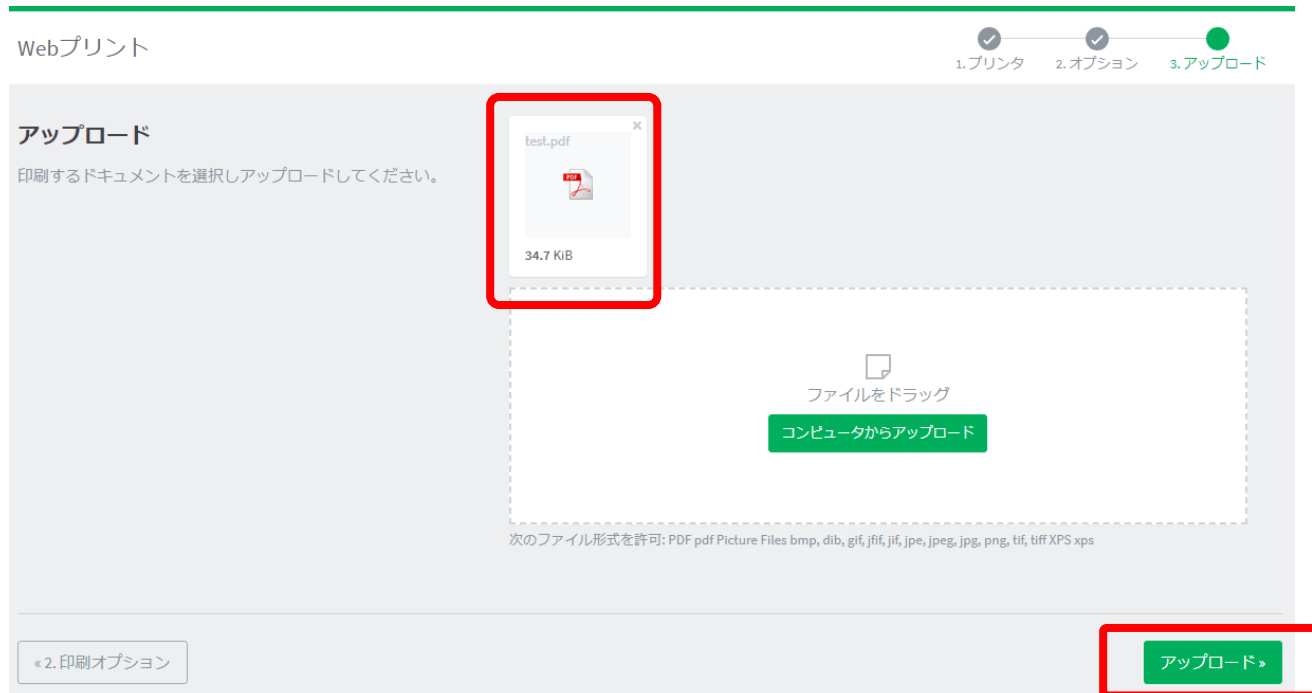 Webプリント
1.プリンタ 2.オプション 3.アップロード
アップロード
印刷するドキュメントを選択しアップロードしてください。
×
test.pdf
PDF
34.7 KiB
ファイルをドラッグ
コンピュータからアップロード
次のファイル形式を許可: PDF pdf Picture Files bmp, dib, gif, jfif, jif, jpe, jpeg, jpg, png, tif, tiff XPS xps
«2.印刷オプション
アップロード»